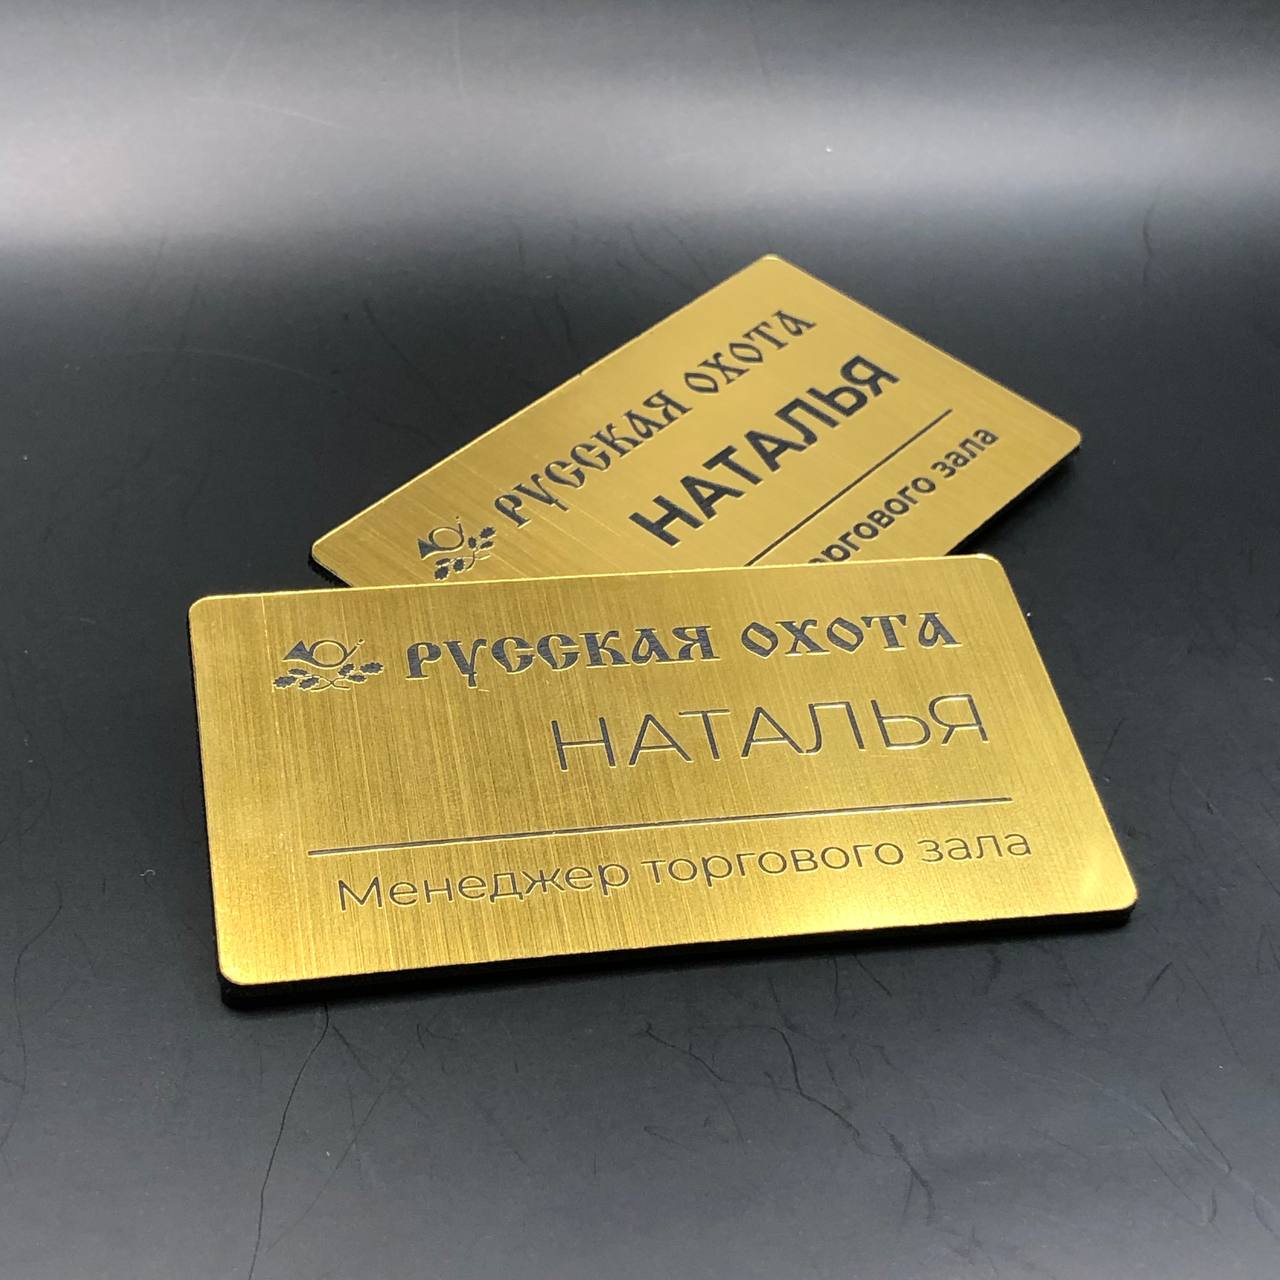 РУССКАЯ ОХОТА
НАТАЛЬЯ
торгового зала
РУССКАЯ ОХОТА
НАТАЛЬЯ
Менеджер торгового зала